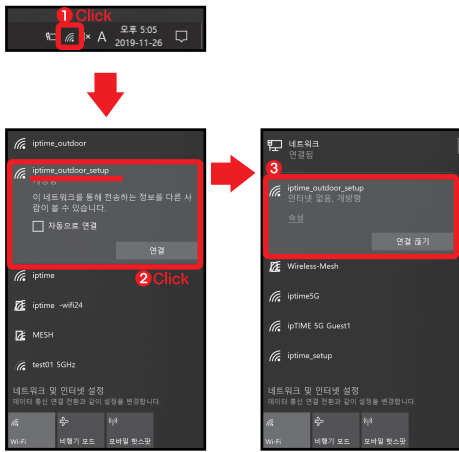 1 Click
A
오후 5:05
2019-11-26
iptime_outdoor
iptime_outdoor_setup
개방형
이 네트워크를 통해 전송하는 정보를 다른 사
람이 볼 수 있습니다.
자동으로 연결
연결
2 Click
iptime
iptime -wifi24
MESH
test01 5GHz
네트워크 및 인터넷 설정
데이터 통신 연결 전환과 같이 설정을 변경합니다.
Wi-Fi
비행기 모드
모바일 핫스팟
네트워크
연결됨
3
iptime_outdoor_setup
인터넷 없음, 개방형
속성
연결 끊기
Wireless-Mesh
iptime5G
ipTIME 5G Guest1
iptime_setup
네트워크 및 인터넷 설정
데이터 통신 연결 전환과 같이 설정을 변경합니다.
Wi-Fi
비행기 모드
모바일 핫스팟